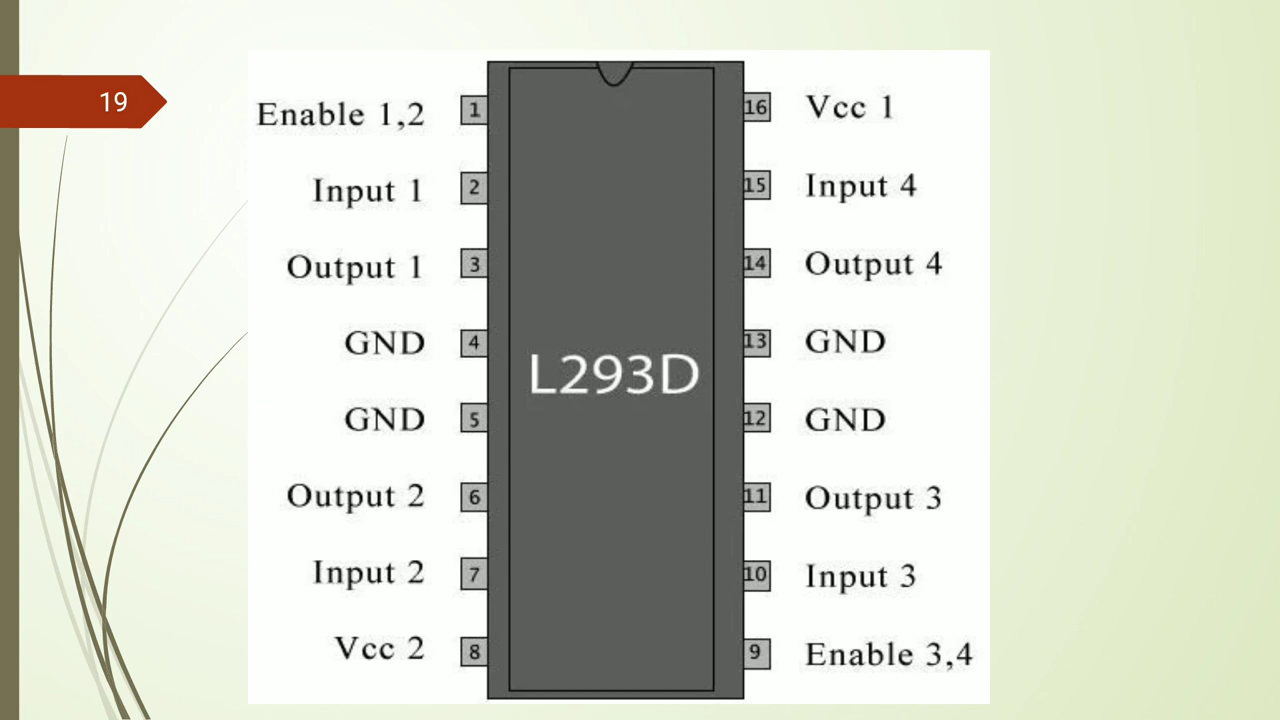 19
Enable 1,2 1 16 Vcc 1
Input 1 2 15 Input 4
Output 1 3 14 Output 4
GND 4 13 GND
L293D
GND 5 12 GND
Output 2 6 11 Output 3
Input 2 7 10 Input 3
Vcc 2 8 9 Enable 3,4